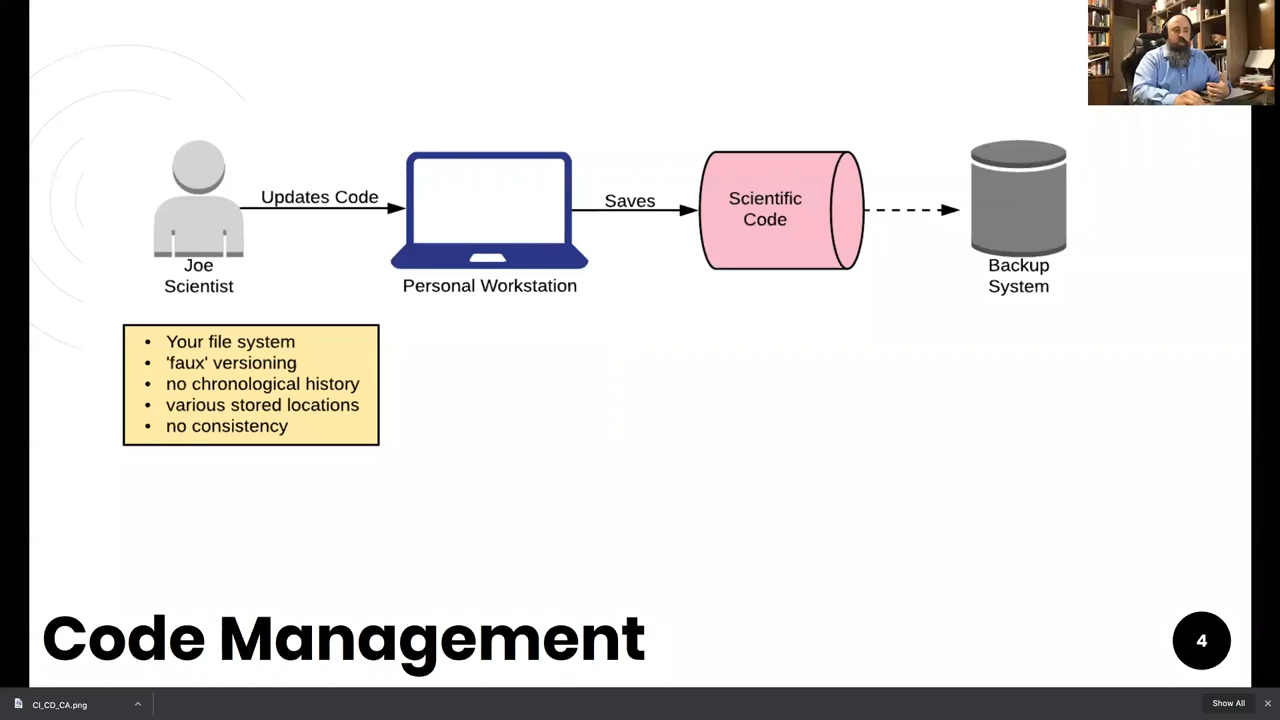 Updates Code
Saves
Scientific
Code
Joe
Scientist
Personal Workstation
Backup
System
• Your file system
• 'faux' versioning
• no chronological history
• various stored locations
• no consistency
Code Management
4
CI_CD_CA.png
Show All